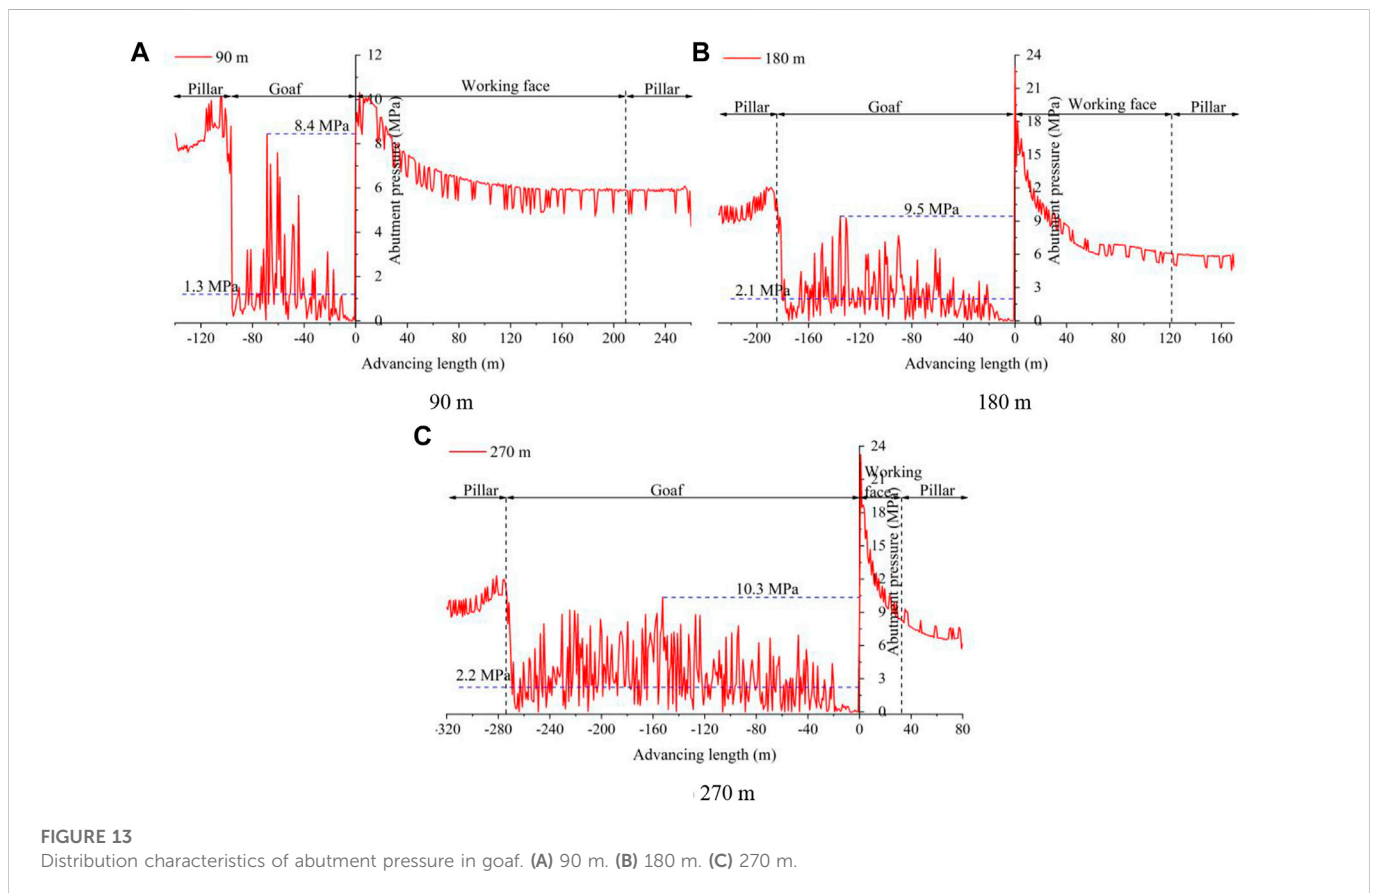 A
90 m
Pillar
Goaf
Working face
Pillar
8.4 MPa
1.3 MPa
12
10
8
6
4
2
0
Abutment pressure (MPa)
-120
-80
-40
0
40
80
120
160
200
240
Advancing length (m)
90 m
B
180 m
Pillar
Goaf
Working face
Pillar
9.5 MPa
2.1 MPa
24
21
18
15
12
9
6
3
0
Abutment pressure (MPa)
-200
-160
-120
-80
-40
0
40
80
120
160
Advancing length (m)
180 m
C
270 m
Pillar
Goaf
Working
face
Pillar
10.3 MPa
2.2 MPa
24
21
18
15
12
9
6
3
0
Abutment pressure (MPa)
-320
-280
-240
-200
-160
-120
-80
-40
0
40
80
Advancing length (m)
270 m
FIGURE 13
Distribution characteristics of abutment pressure in goaf. (A) 90 m. (B) 180 m. (C) 270 m.